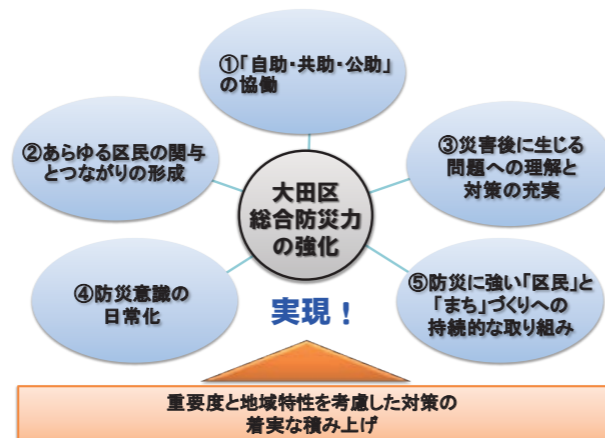 ①「自助・共助・公助」
の協働
②あらゆる区民の関与
とつながりの形成
③災害後に生じる
問題への理解と
対策の充実
大田区
総合防災力
の強化
④防災意識の
日常化
⑤防災に強い「区民」と
「まち」づくりへの
持続的な取り組み
実現！
重要度と地域特性を考慮した対策の
着実な積み上げ